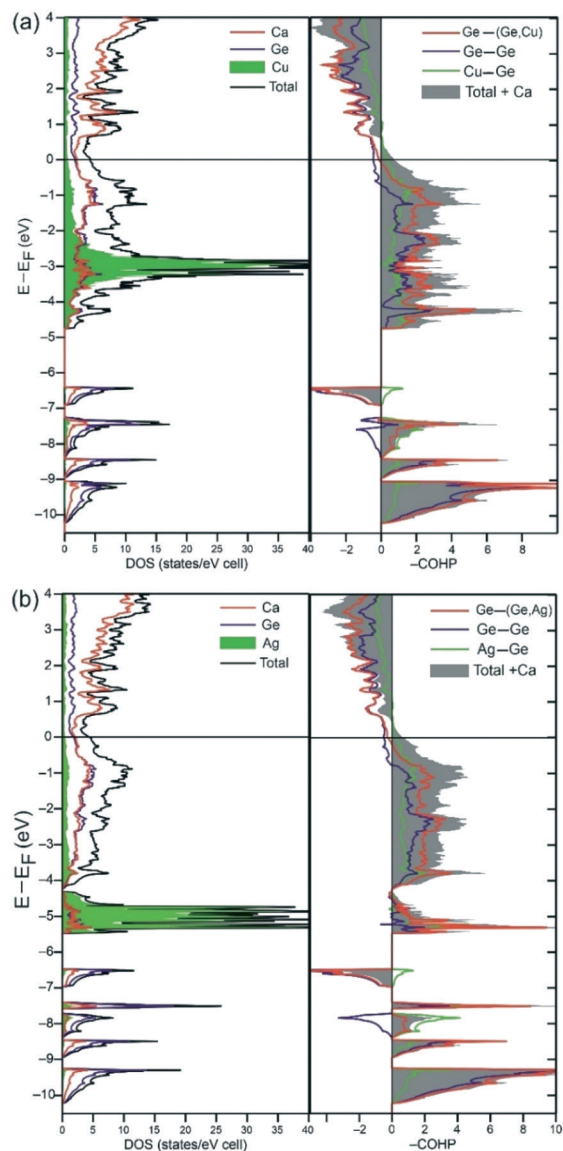 (a)
4
3
2
1
0
−1
−2
−3
−4
−5
−6
−7
−8
−9
−10
E−EF (eV)
Ca
Ge
Cu
Total
Ge—(Ge,Cu)
Ge—Ge
Cu—Ge
Total + Ca
0 5 10 15 20 25 30 35 40 −2 0 2 4 6 8
DOS (states/eV cell) −COHP
(b)
4
3
2
1
0
−1
−2
−3
−4
−5
−6
−7
−8
−9
−10
E−EF (eV)
Ca
Ge
Ag
Total
Ge—(Ge,Ag)
Ge—Ge
Ag—Ge
Total +Ca
0 5 10 15 20 25 30 35 40 −2 0 2 4 6 8 10
DOS (states/eV cell) −COHP